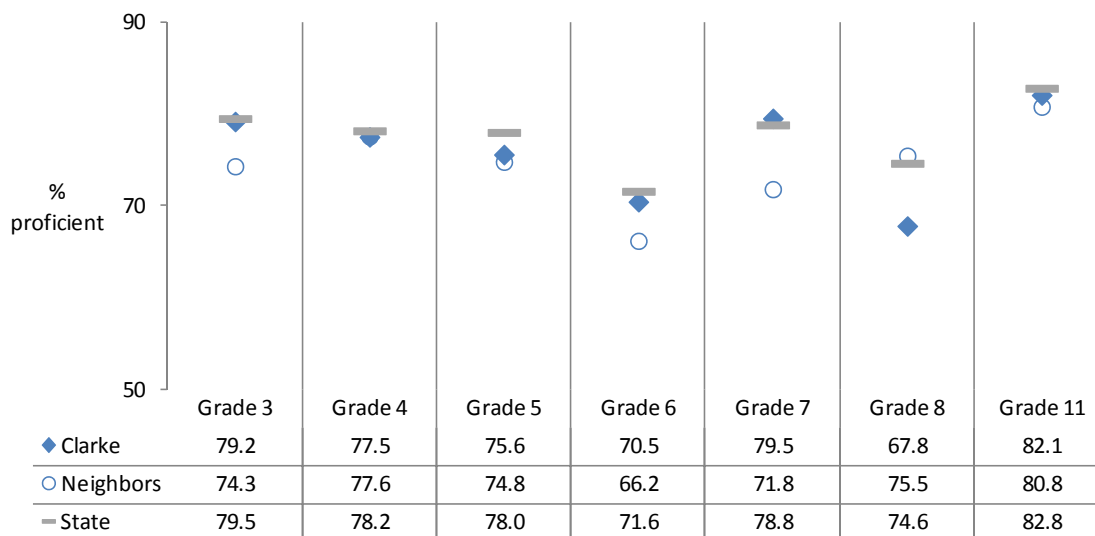 90
%
proficient
70
50
Grade 3 Grade 4 Grade 5 Grade 6 Grade 7 Grade 8 Grade 11
Clarke 79.2 77.5 75.6 70.5 79.5 67.8 82.1
Neighbors 74.3 77.6 74.8 66.2 71.8 75.5 80.8
State 79.5 78.2 78.0 71.6 78.8 74.6 82.8